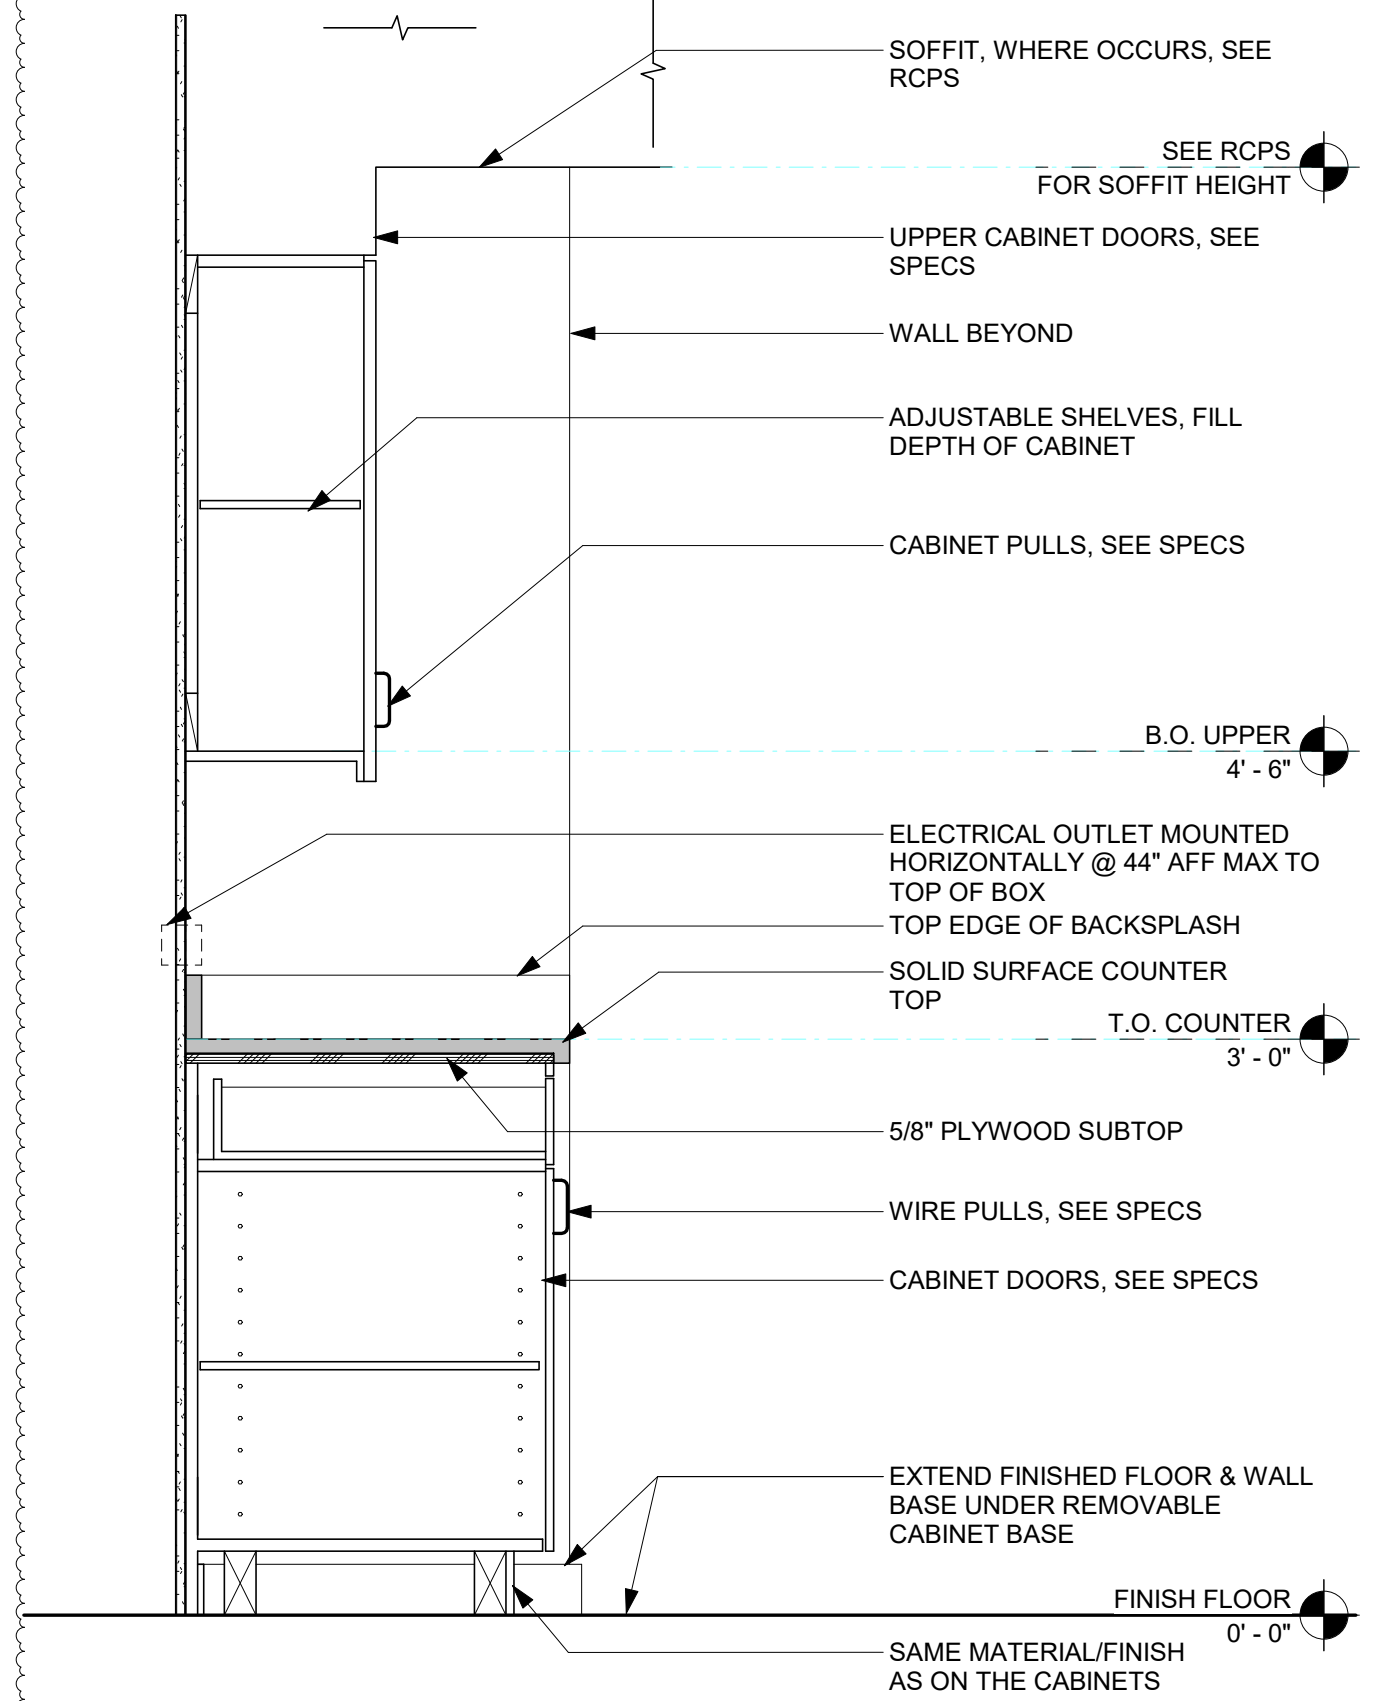 SOFFIT, WHERE OCCURS, SEE
RCPS
SEE RCPS
FOR SOFFIT HEIGHT
UPPER CABINET DOORS, SEE
SPECS
WALL BEYOND
ADJUSTABLE SHELVES, FILL
DEPTH OF CABINET
CABINET PULLS, SEE SPECS
B.O. UPPER
4' - 6"
ELECTRICAL OUTLET MOUNTED
HORIZONTALLY @ 44" AFF MAX TO
TOP OF BOX
TOP EDGE OF BACKSPLASH
SOLID SURFACE COUNTER
TOP
T.O. COUNTER
3' - 0"
5/8" PLYWOOD SUBTOP
WIRE PULLS, SEE SPECS
CABINET DOORS, SEE SPECS
EXTEND FINISHED FLOOR & WALL
BASE UNDER REMOVABLE
CABINET BASE
FINISH FLOOR
0' - 0"
SAME MATERIAL/FINISH
AS ON THE CABINETS